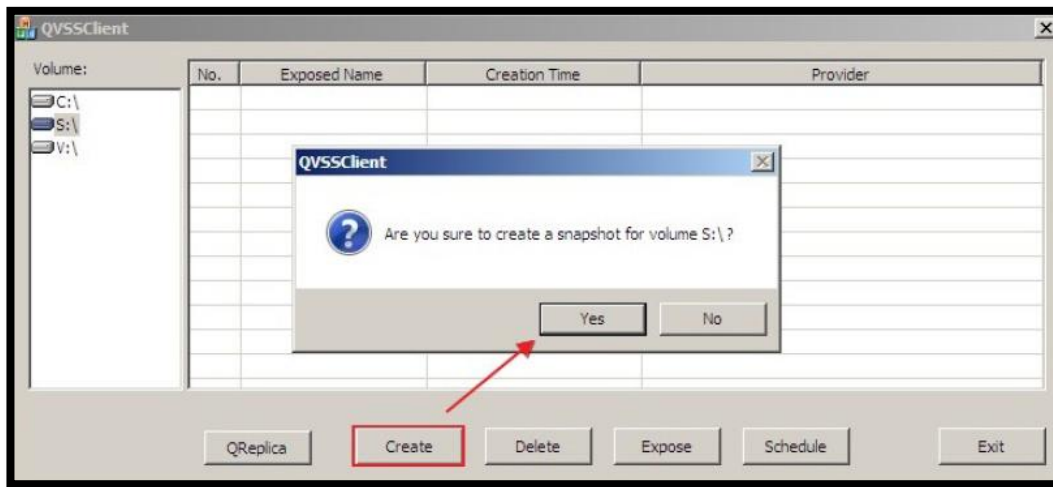 QVSSClient
Volume:
No. Exposed Name Creation Time Provider
C:\
S:\
V:\
QVSSClient
Are you sure to create a snapshot for volume S:\?
Yes No
QReplica Create Delete Expose Schedule Exit